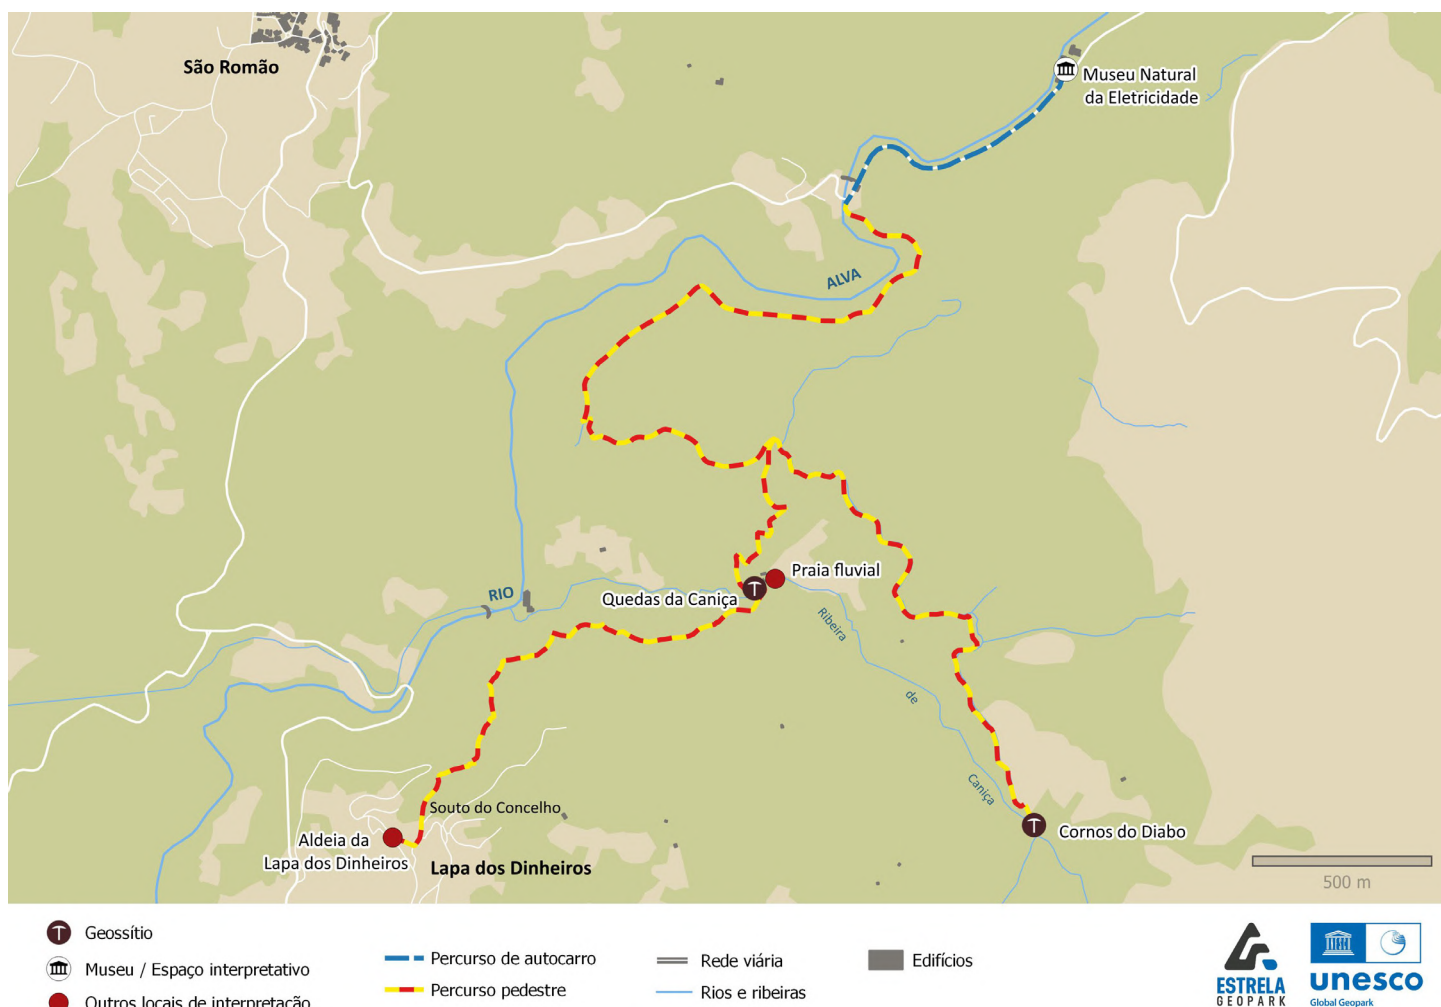 São Romão
Museu Natural
da Eletricidade
ALVA
Praia fluvial
Quedas da Caniça
RIO
Ribeira
de
Caniça
Souto do Concelho
Aldeia da
Lapa dos Dinheiros
Lapa dos Dinheiros
Cornos do Diabo
500 m
Geossítio
Museu / Espaço interpretativo
Outros locais de interpretação
Percurso de autocarro
Percurso pedestre
Rede viária
Rios e ribeiras
Edifícios
ESTRELA
GEOPARK
unesco
Global Geopark